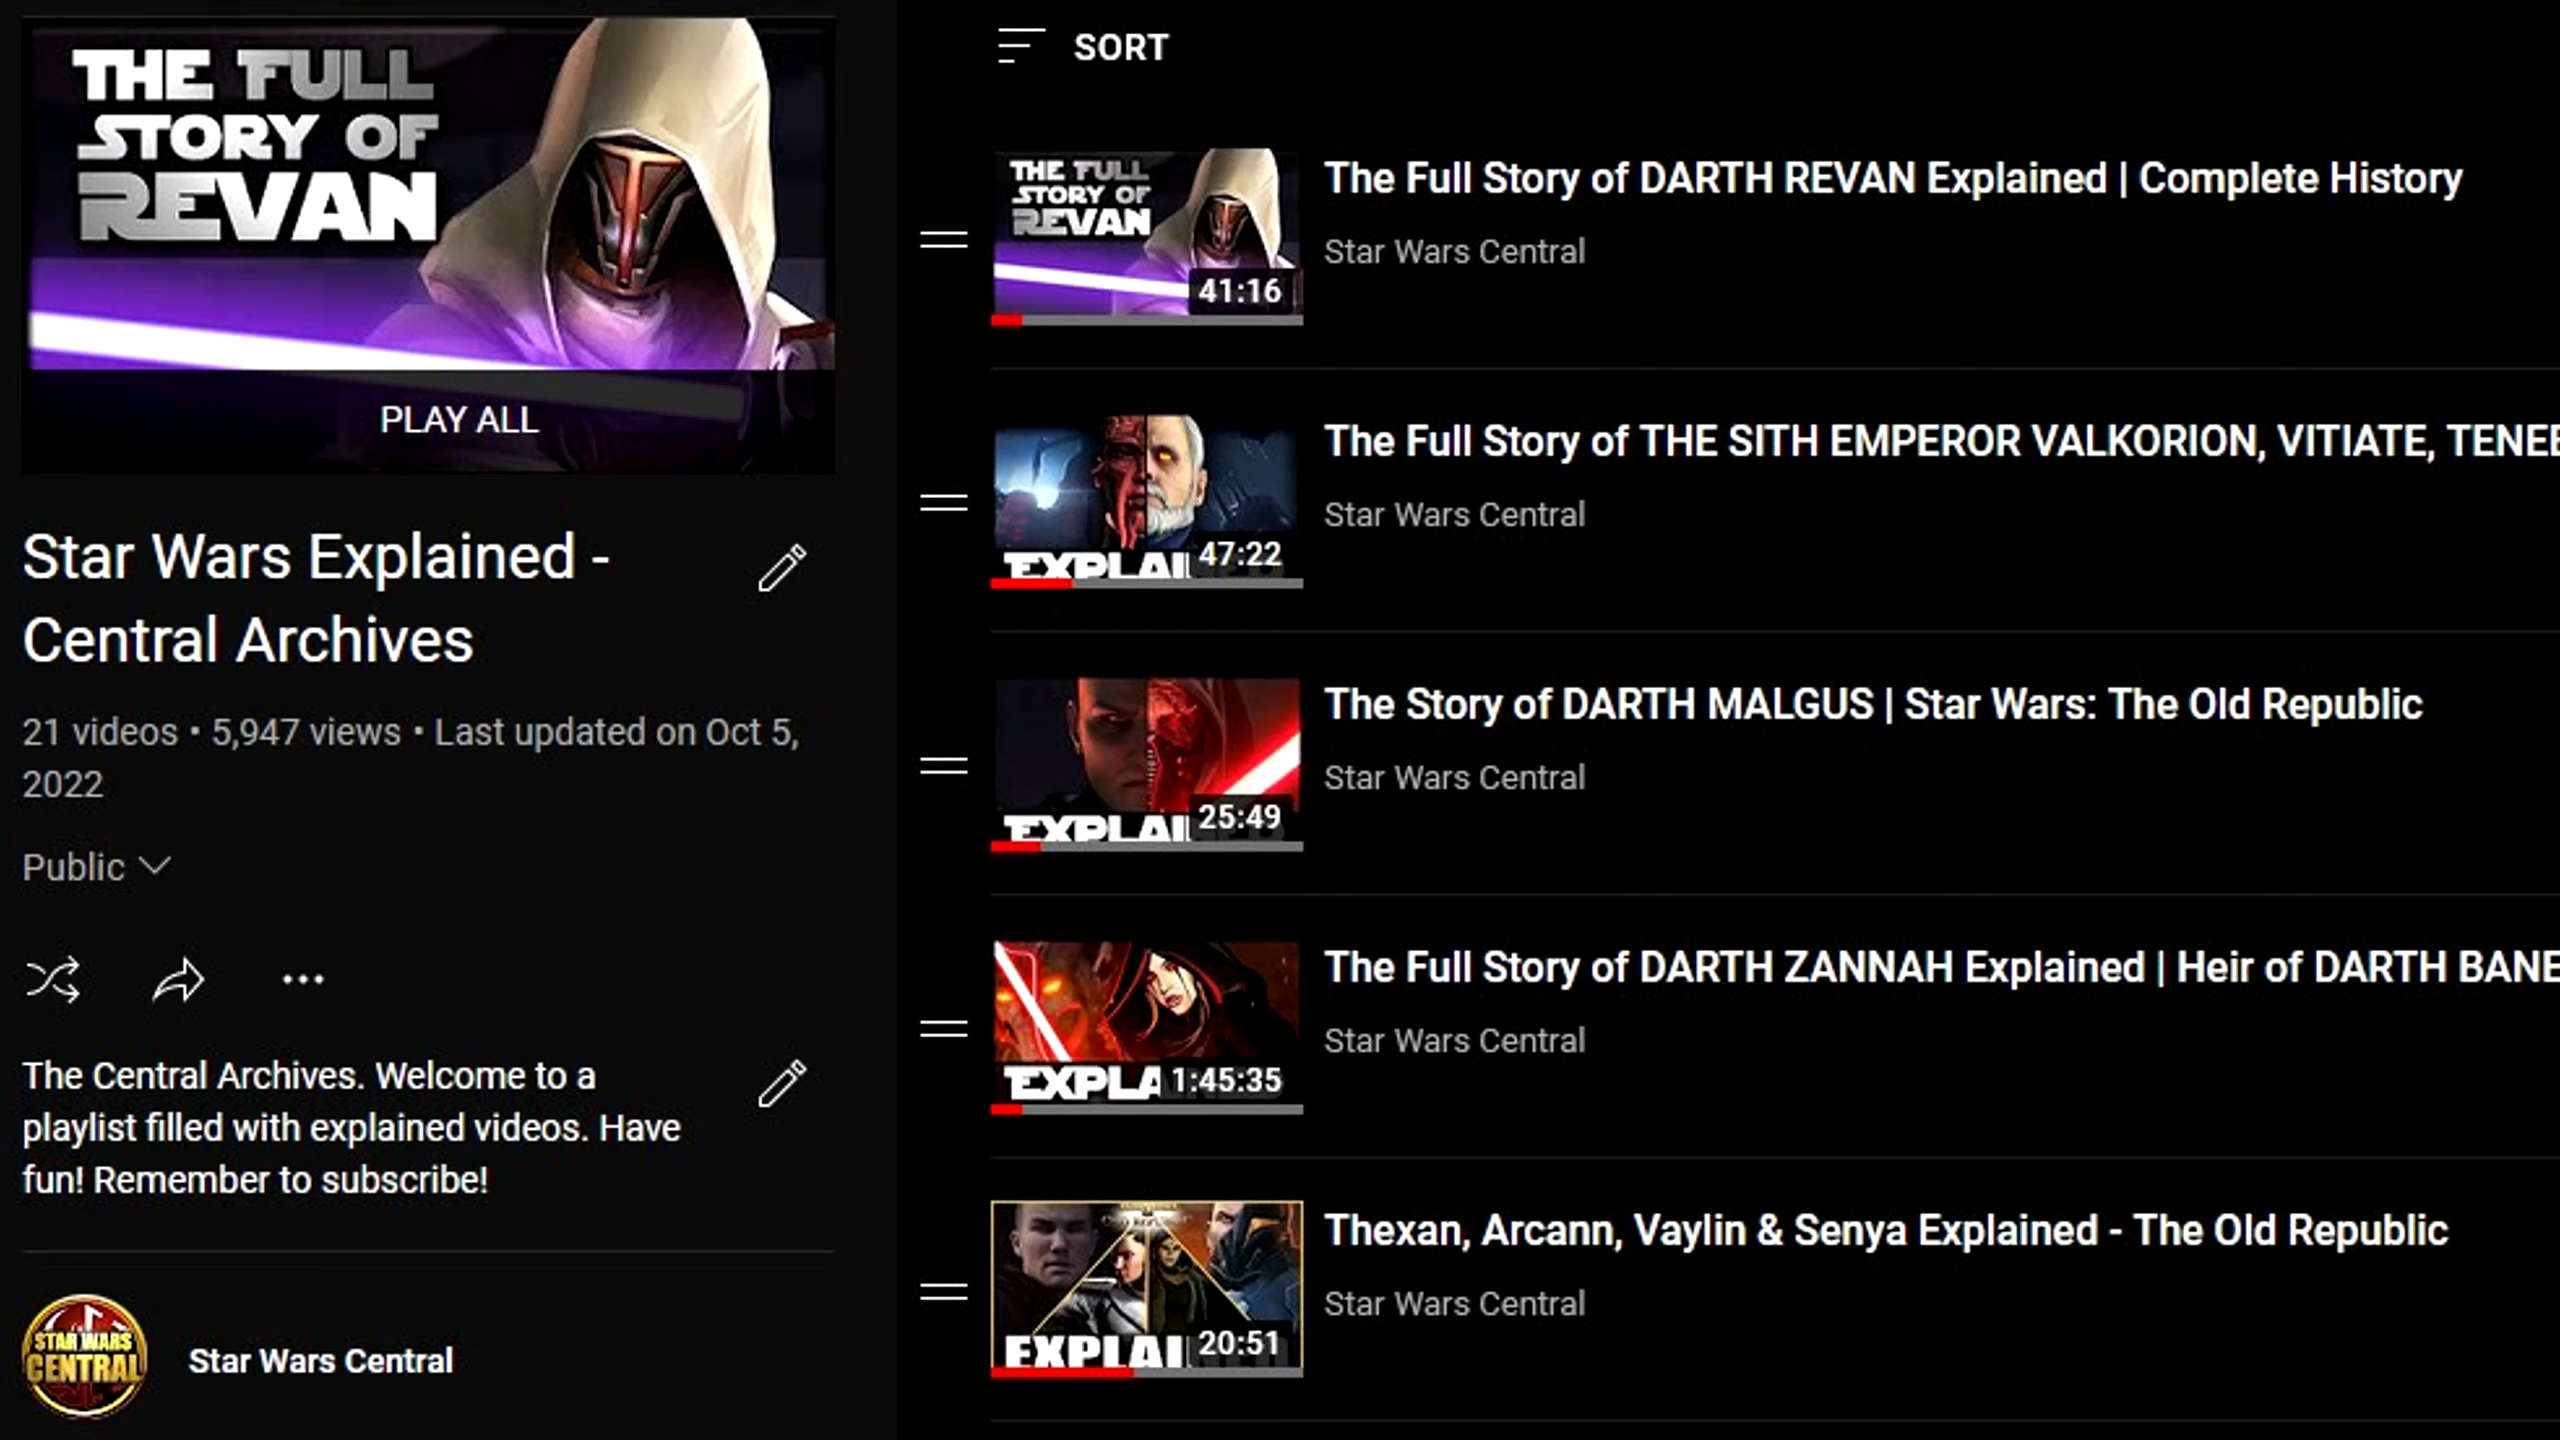 THE FULL
STORY OF
REVAN
PLAY ALL
Star Wars Explained -
Central Archives
21 videos • 5,947 views • Last updated on Oct 5,
2022
Public
The Central Archives. Welcome to a
playlist filled with explained videos. Have
fun! Remember to subscribe!
STAR WARS
CENTRAL
Star Wars Central
SORT
THE FULL
STORY OF
REVAN
41:16
The Full Story of DARTH REVAN Explained | Complete History
Star Wars Central
EXPLAINED
47:22
The Full Story of THE SITH EMPEROR VALKORION, VITIATE, TENEB
Star Wars Central
EXPLAINED
25:49
The Story of DARTH MALGUS | Star Wars: The Old Republic
Star Wars Central
EXPLAINED
1:45:35
The Full Story of DARTH ZANNAH Explained | Heir of DARTH BANE
Star Wars Central
EXPLAINED
20:51
Thexan, Arcann, Vaylin & Senya Explained - The Old Republic
Star Wars Central